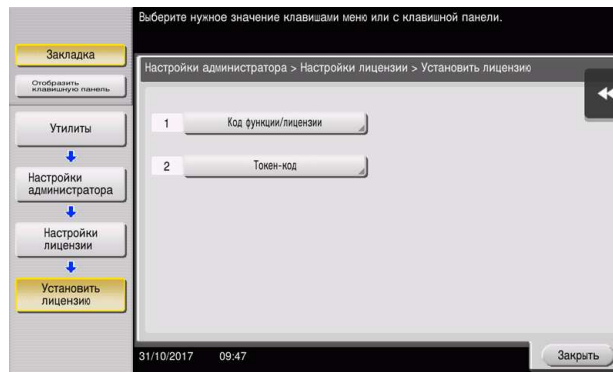 Выберите нужное значение клавишами меню или с клавишной панели.
Закладка
Отобразить
клавишную панель
Утилиты
Настройки
администратора
Настройки
лицензии
Установить
лицензию
Настройки администратора > Настройки лицензии > Установить лицензию
1 Код функции/лицензии
2 Токен-код
31/10/2017 09:47
Закрыть